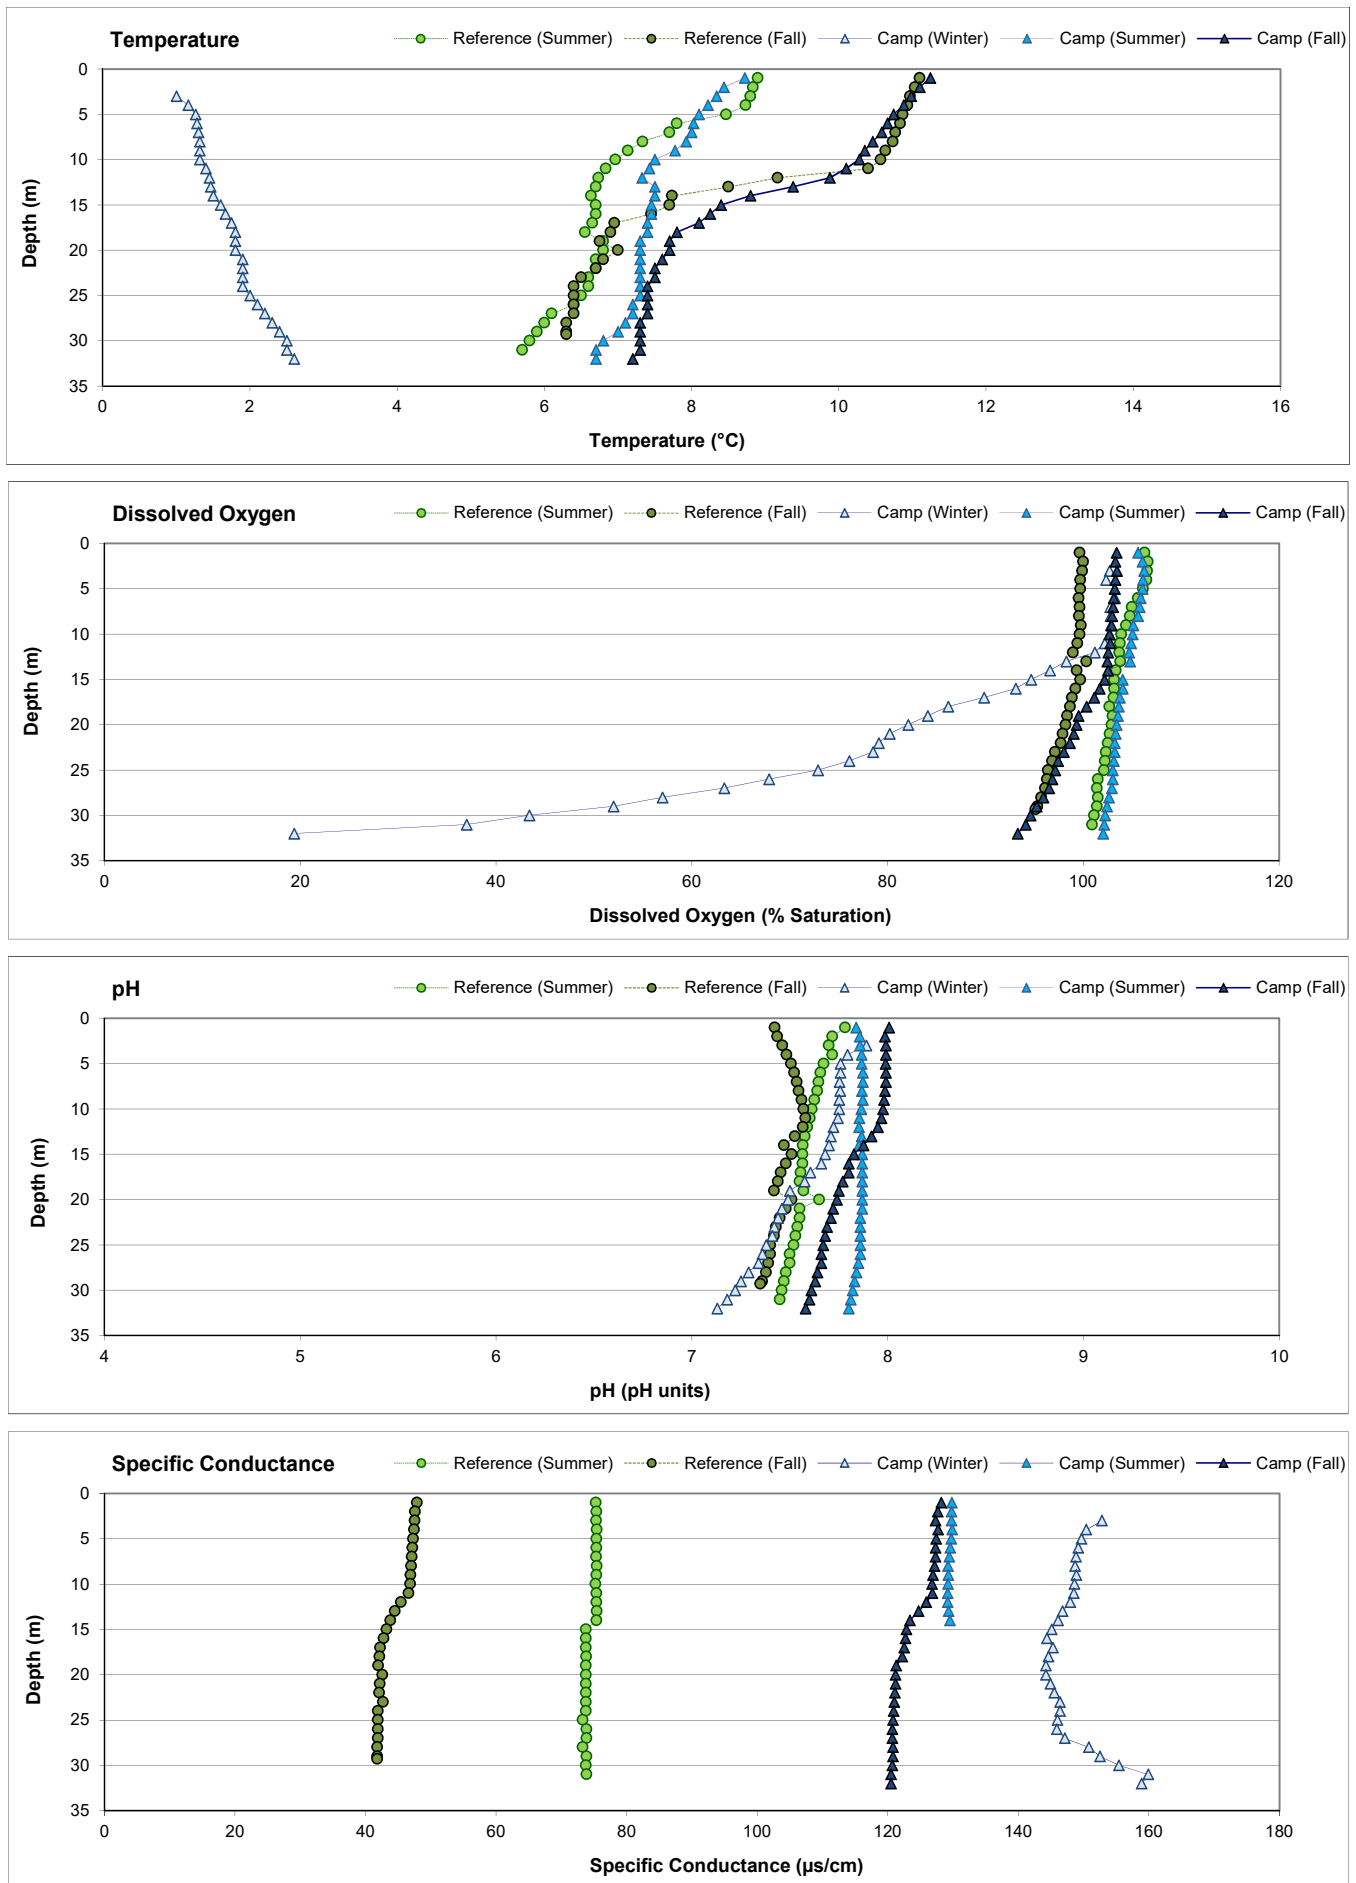 Temperature
Reference (Summer) Reference (Fall) Camp (Winter) Camp (Summer) Camp (Fall)
0
5
10
15
20
25
30
35
Depth (m)
0 2 4 6 8 10 12 14 16
Temperature (°C)
Dissolved Oxygen
Reference (Summer) Reference (Fall) Camp (Winter) Camp (Summer) Camp (Fall)
0
5
10
15
20
25
30
35
Depth (m)
0 20 40 60 80 100 120
Dissolved Oxygen (% Saturation)
pH
Reference (Summer) Reference (Fall) Camp (Winter) Camp (Summer) Camp (Fall)
0
5
10
15
20
25
30
35
Depth (m)
4 5 6 7 8 9 10
pH (pH units)
Specific Conductance
Reference (Summer) Reference (Fall) Camp (Winter) Camp (Summer) Camp (Fall)
0
5
10
15
20
25
30
35
Depth (m)
0 20 40 60 80 100 120 140 160 180
Specific Conductance (µs/cm)